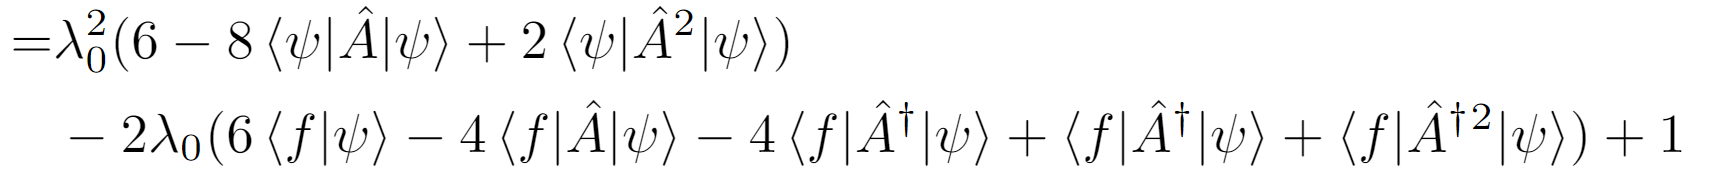 =λ₀²(6 − 8 ⟨ψ|Â|ψ⟩ + 2 ⟨ψ|Â²|ψ⟩)
− 2λ₀(6 ⟨f|ψ⟩ − 4 ⟨f|Â|ψ⟩ − 4 ⟨f|Â†|ψ⟩ + ⟨f|Â†|ψ⟩ + ⟨f|Â†²|ψ⟩) + 1